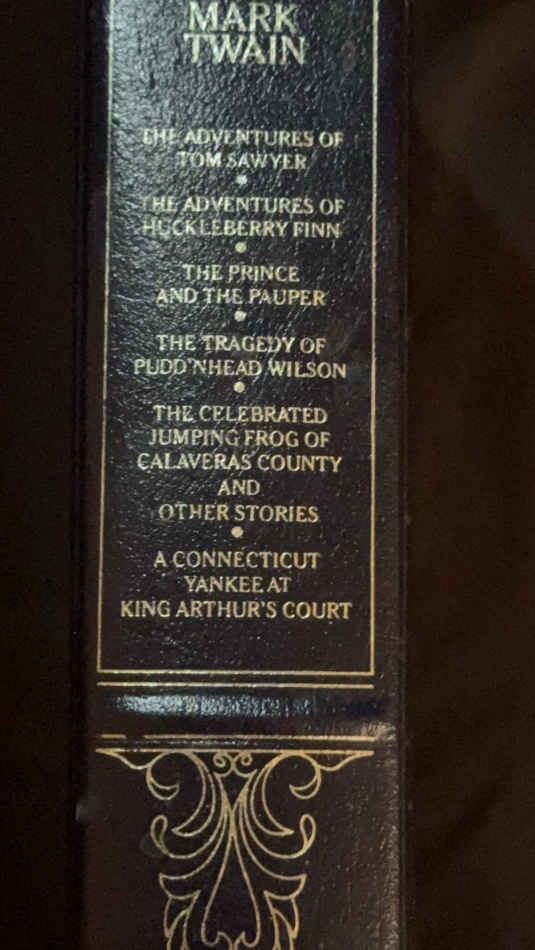 MARK
TWAIN
THE ADVENTURES OF
TOM SAWYER
THE ADVENTURES OF
HUCKLEBERRY FINN
THE PRINCE
AND THE PAUPER
THE TRAGEDY OF
PUDD'NHEAD WILSON
THE CELEBRATED
JUMPING FROG OF
CALAVERAS COUNTY
AND
OTHER STORIES
A CONNECTICUT
YANKEE AT
KING ARTHUR'S COURT